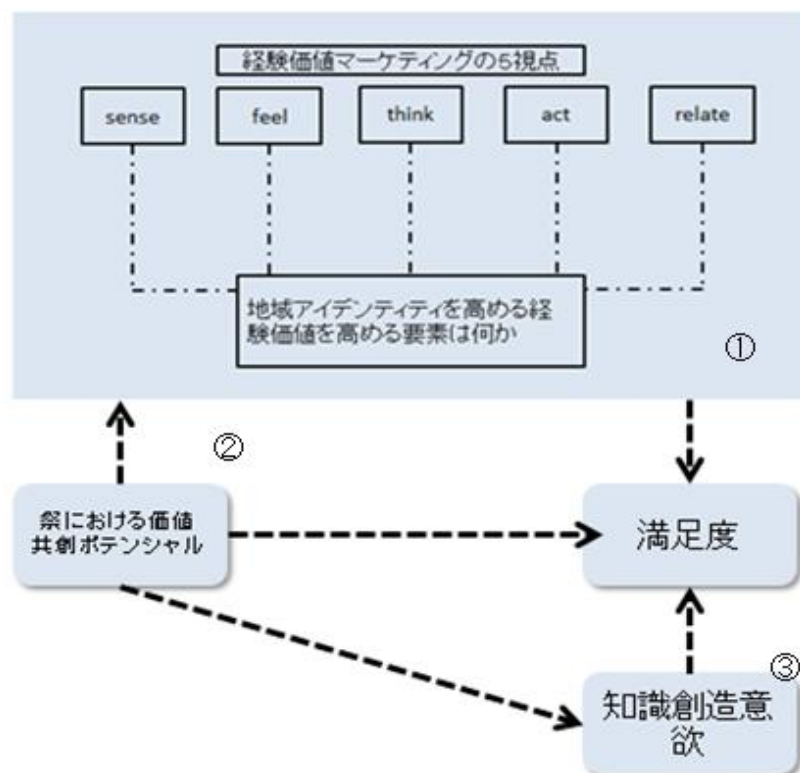 経験価値マーケティングの5視点
sense
feel
think
act
relate
地域アイデンティティを高める経
験価値を高める要素は何か
①
②
祭における価値
共創ポテンシャル
満足度
③
知識創造意
欲